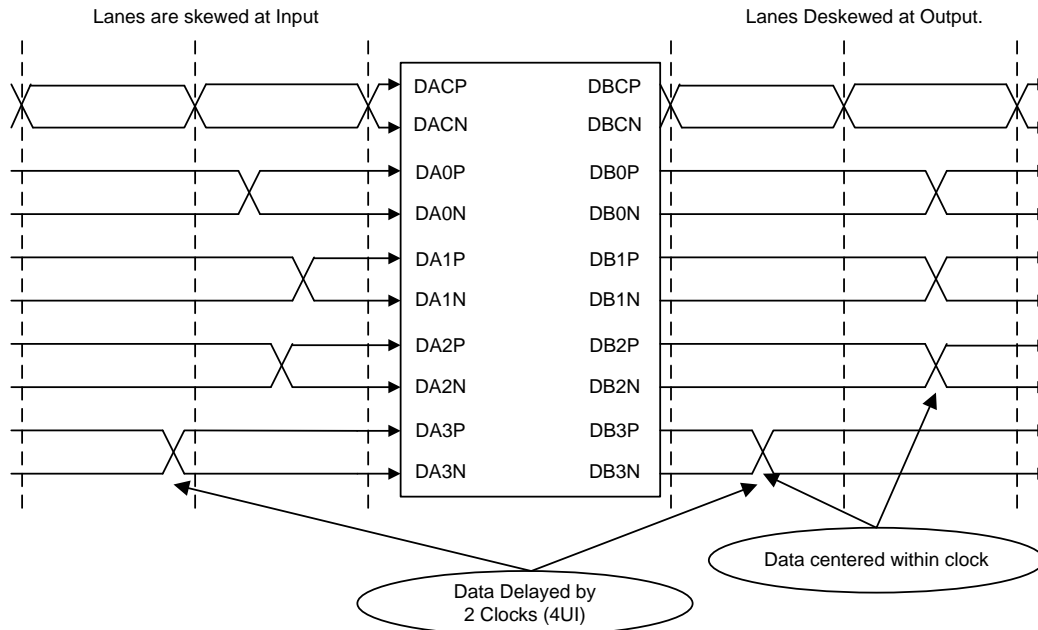 Lanes are skewed at Input
Lanes Deskewed at Output.
DACP
DBCP
DACN
DBCN
DA0P
DB0P
DA0N
DB0N
DA1P
DB1P
DA1N
DB1N
DA2P
DB2P
DA2N
DB2N
DA3P
DB3P
DA3N
DB3N
Data centered within clock
Data Delayed by
2 Clocks (4UI)